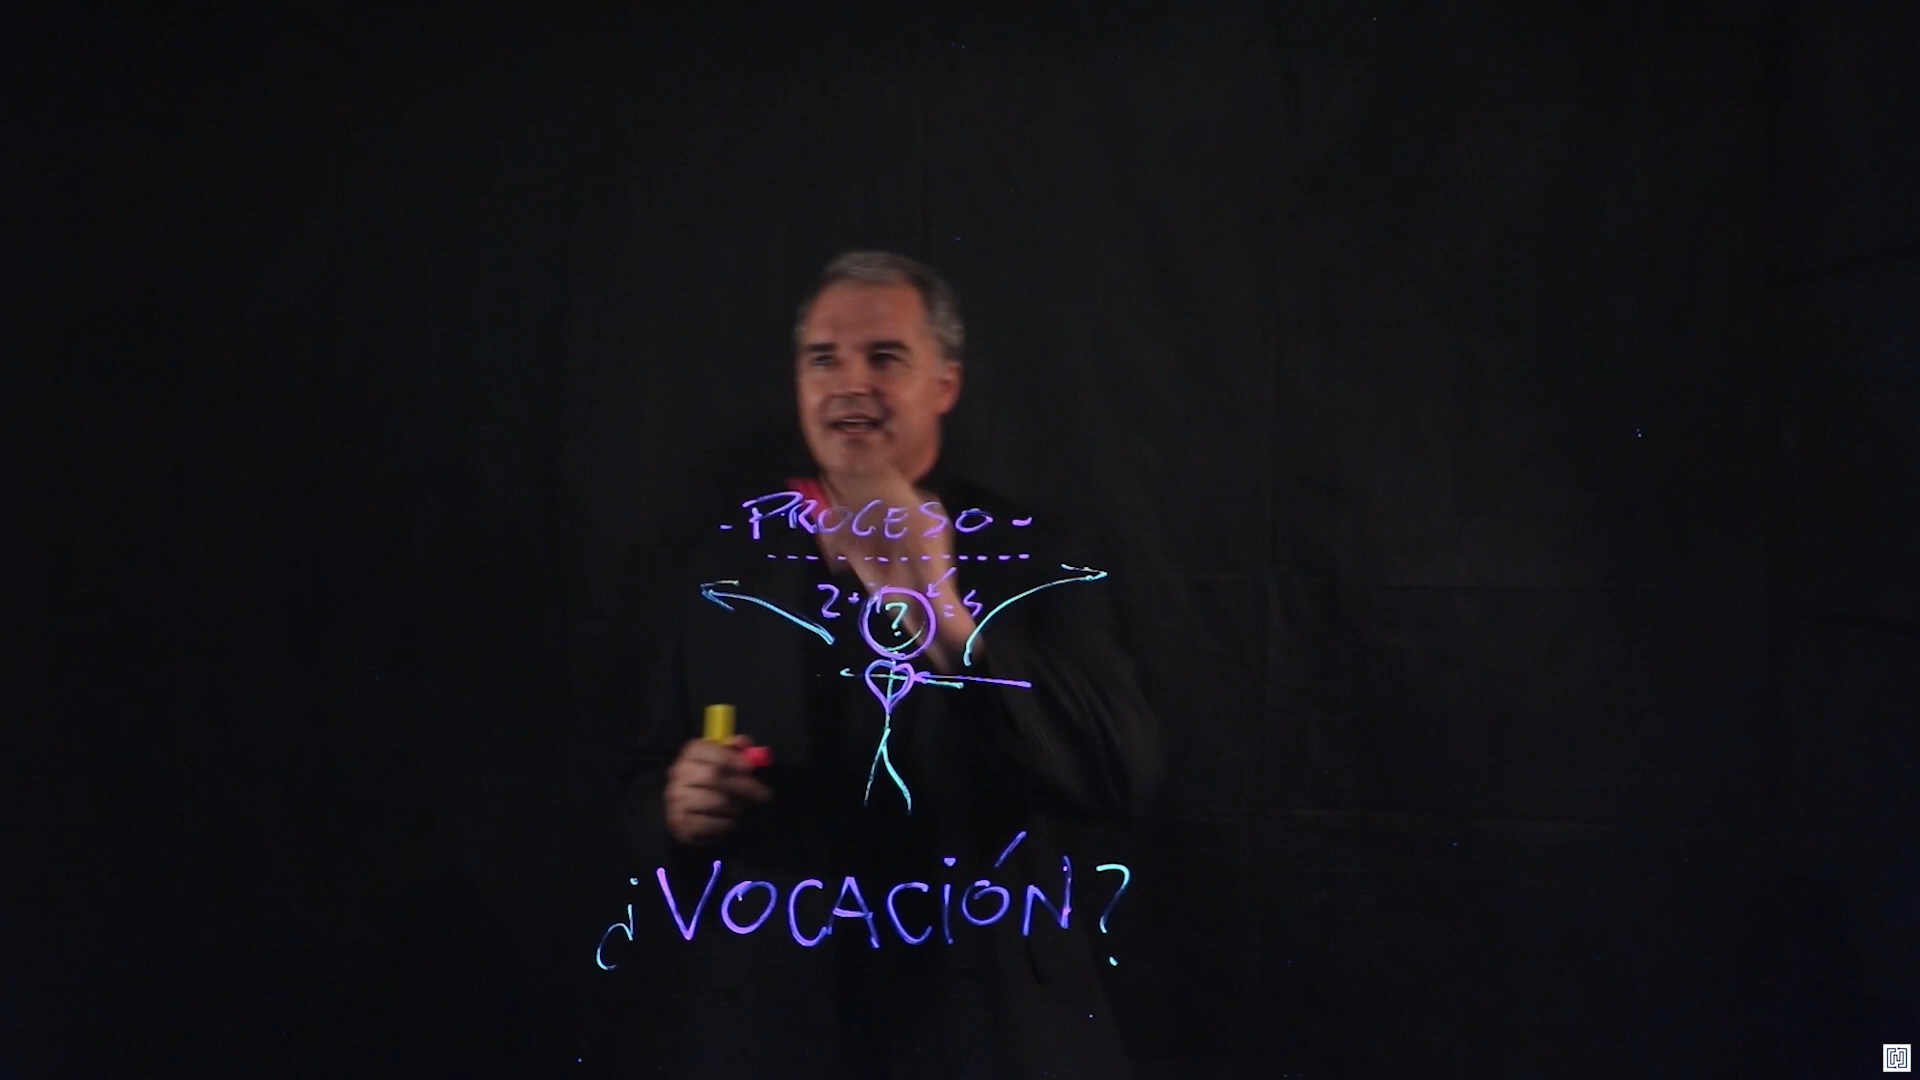 - PROCESO -
?
¿VOCACIÓN?